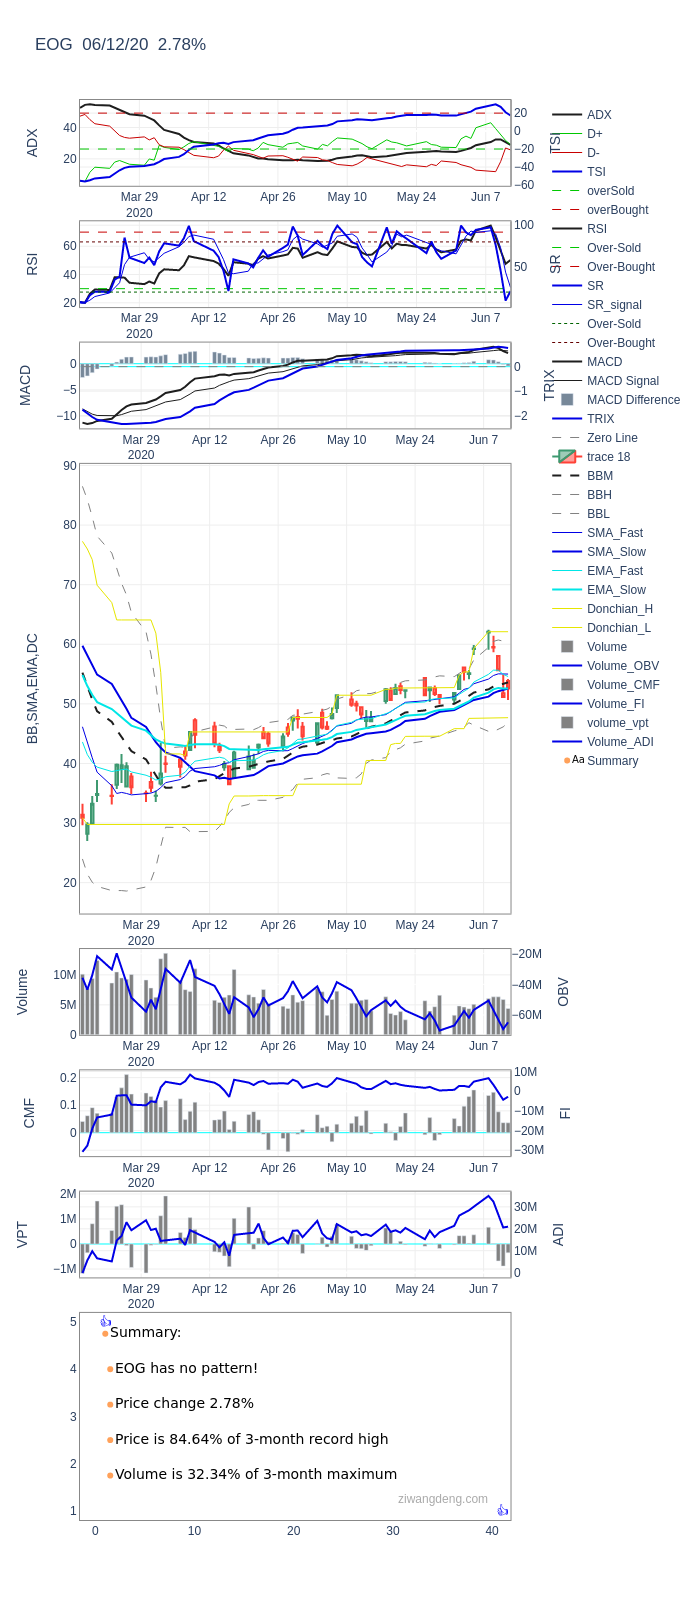 EOG  06/12/20  2.78%
ADX
40
20
20
0
−20
−40
−60
TSI
Mar 29
2020
Apr 12
Apr 26
May 10
May 24
Jun 7
RSI
60
40
20
100
50
SR
Mar 29
2020
Apr 12
Apr 26
May 10
May 24
Jun 7
MACD
0
−5
−10
0
−1
−2
TRIX
Mar 29
2020
Apr 12
Apr 26
May 10
May 24
Jun 7
BB,SMA,EMA,DC
90
80
70
60
50
40
30
20
Mar 29
2020
Apr 12
Apr 26
May 10
May 24
Jun 7
Volume
10M
5M
0
−20M
−40M
−60M
OBV
Mar 29
2020
Apr 12
Apr 26
May 10
May 24
Jun 7
CMF
0.2
0.1
0
10M
0
−10M
−20M
−30M
FI
Mar 29
2020
Apr 12
Apr 26
May 10
May 24
Jun 7
VPT
2M
1M
0
−1M
30M
20M
10M
0
ADI
Mar 29
2020
Apr 12
Apr 26
May 10
May 24
Jun 7
5
4
3
2
1
Summary:
EOG has no pattern!
Price change 2.78%
Price is 84.64% of 3-month record high
Volume is 32.34% of 3-month maximum
ziwangdeng.com
0
10
20
30
40
ADX
D+
D-
TSI
overSold
overBought
RSI
Over-Sold
Over-Bought
SR
SR_signal
Over-Sold
Over-Bought
MACD
MACD Signal
MACD Difference
TRIX
Zero Line
trace 18
BBM
BBH
BBL
SMA_Fast
SMA_Slow
EMA_Fast
EMA_Slow
Donchian_H
Donchian_L
Volume
Volume_OBV
Volume_CMF
Volume_FI
volume_vpt
Volume_ADI
Aa Summary